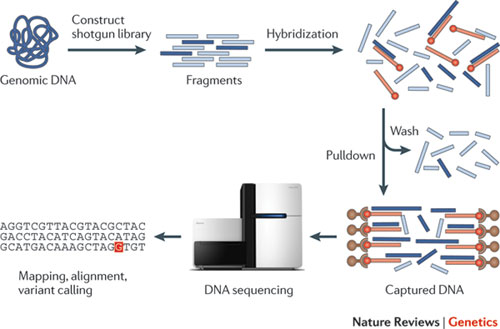 Construct
shotgun library
Hybridization
Genomic DNA
Fragments
Wash
Pulldown
AGGTCGTTACGTACGCTAC
GACCTACATCAGTACATAG
GCATGACAAAGCTAGGTGT
Mapping, alignment,
variant calling
DNA sequencing
Captured DNA
Nature Reviews | Genetics